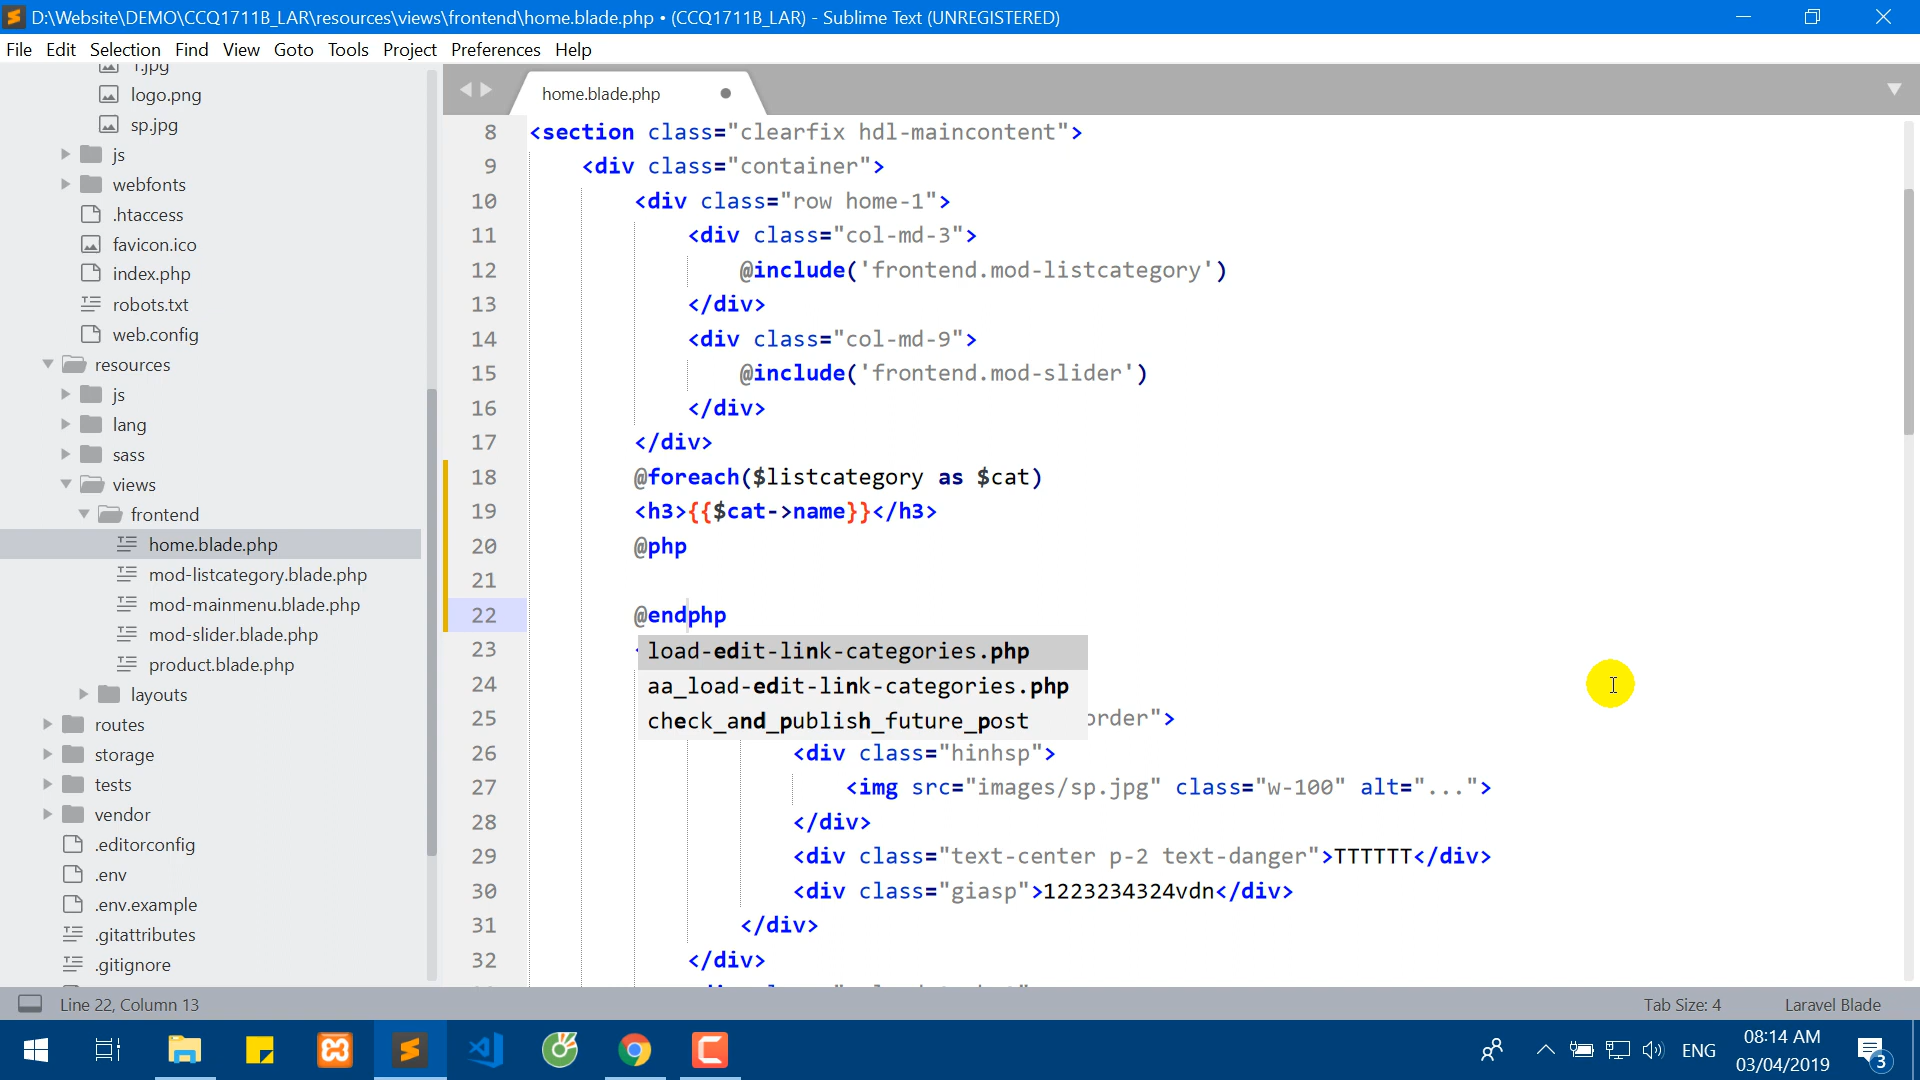 D:\Website\DEMO\CCQ1711B_LAR\resources\views\frontend\home.blade.php • (CCQ1711B_LAR) - Sublime Text (UNREGISTERED)
File Edit Selection Find View Goto Tools Project Preferences Help
1.jpg
logo.png
sp.jpg
js
webfonts
.htaccess
favicon.ico
index.php
robots.txt
web.config
resources
js
lang
sass
views
frontend
home.blade.php
mod-listcategory.blade.php
mod-mainmenu.blade.php
mod-slider.blade.php
product.blade.php
layouts
routes
storage
tests
vendor
.editorconfig
.env
.env.example
.gitattributes
.gitignore
home.blade.php
8 <section class="clearfix hdl-maincontent">
9 <div class="container">
10 <div class="row home-1">
11 <div class="col-md-3">
12 @include('frontend.mod-listcategory')
13 </div>
14 <div class="col-md-9">
15 @include('frontend.mod-slider')
16 </div>
17 </div>
18 @foreach($listcategory as $cat)
19 <h3>{{$cat->name}}</h3>
20 @php
21
22 @endphp
23
24
25 order">
load-edit-link-categories.php
aa_load-edit-link-categories.php
check_and_publish_future_post
26 <div class="hinhsp">
27 <img src="images/sp.jpg" class="w-100" alt="...">
28 </div>
29 <div class="text-center p-2 text-danger">TTTTTT</div>
30 <div class="giasp">1223234324vdn</div>
31 </div>
32 </div>
Line 22, Column 13
Tab Size: 4
Laravel Blade
ENG
08:14 AM
03/04/2019
3